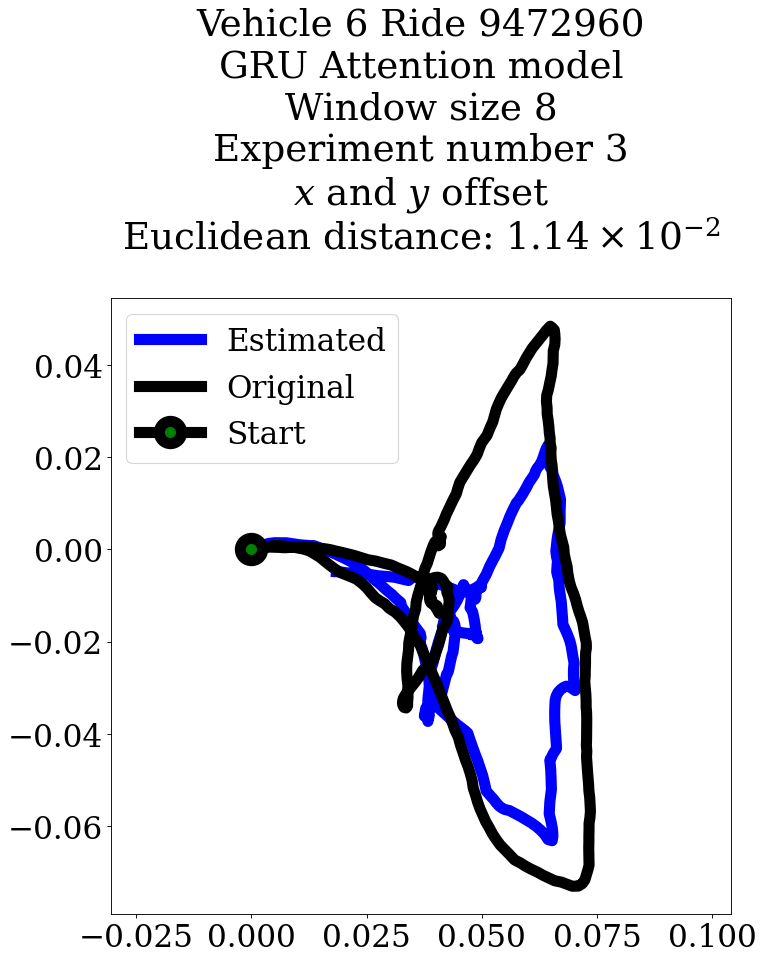 Vehicle 6 Ride 9472960
GRU Attention model
Window size 8
Experiment number 3
x and y offset
Euclidean distance: 1.14 × 10⁻²
Estimated
Original
Start
0.04
0.02
0.00
−0.02
−0.04
−0.06
−0.025 0.000 0.025 0.050 0.075 0.100